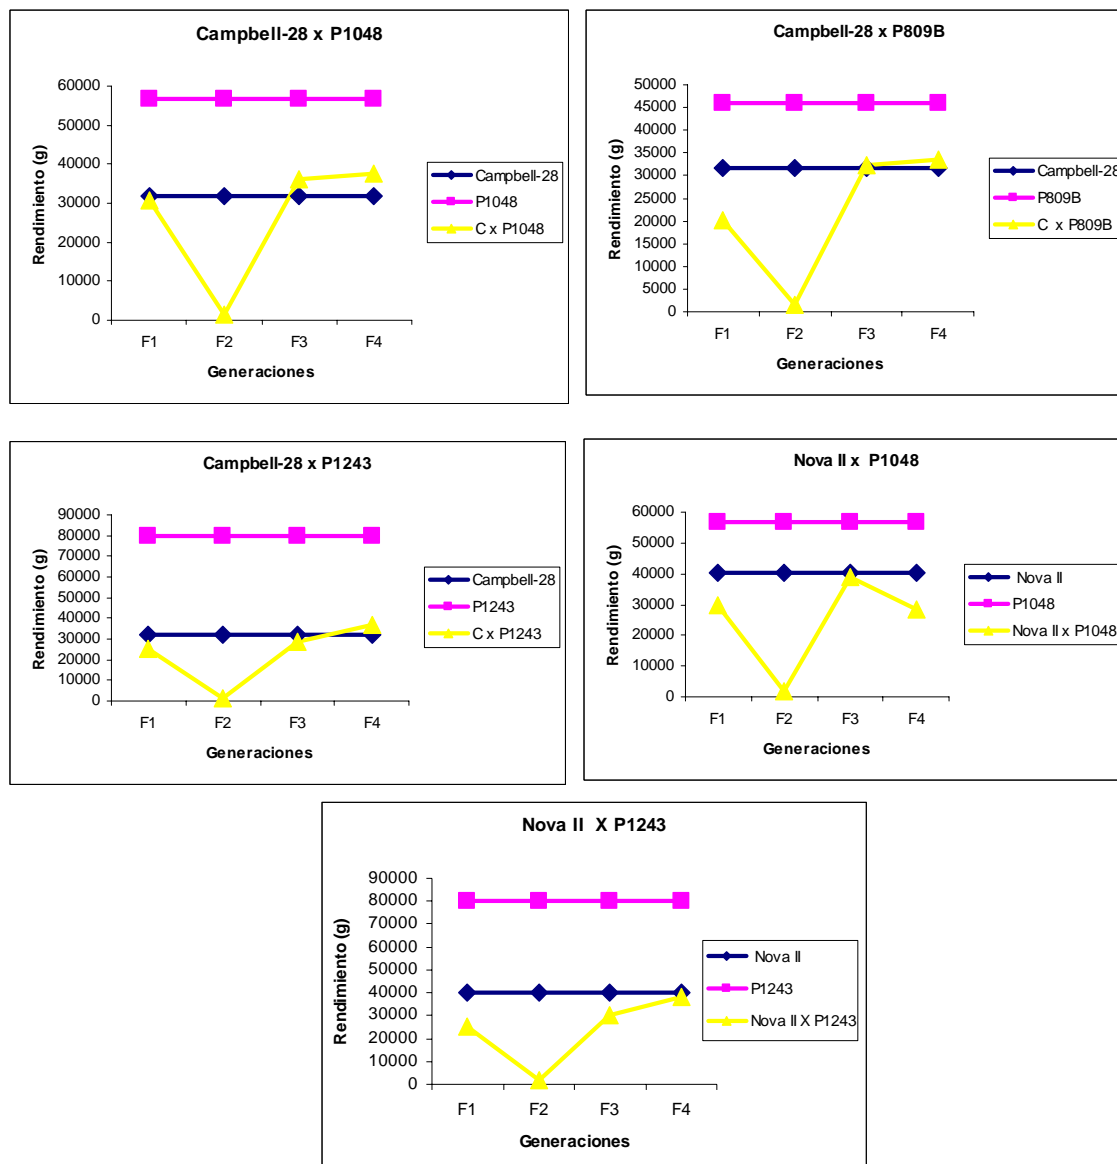 Campbell-28 x P1048
Rendimiento (g)
60000
50000
40000
30000
20000
10000
0
F1 F2 F3 F4
Generaciones
Campbell-28
P1048
C x P1048
Campbell-28 x P809B
Rendimiento (g)
50000
45000
40000
35000
30000
25000
20000
15000
10000
5000
0
F1 F2 F3 F4
Generaciones
Campbell-28
P809B
C x P809B
Campbell-28 x P1243
Rendimiento (g)
90000
80000
70000
60000
50000
40000
30000
20000
10000
0
F1 F2 F3 F4
Generaciones
Campbell-28
P1243
C x P1243
Nova II x P1048
Rendimiento (g)
60000
50000
40000
30000
20000
10000
0
F1 F2 F3 F4
Generaciones
Nova II
P1048
Nova II x P1048
Nova II X P1243
Rendimiento (g)
90000
80000
70000
60000
50000
40000
30000
20000
10000
0
F1 F2 F3 F4
Generaciones
Nova II
P1243
Nova II X P1243